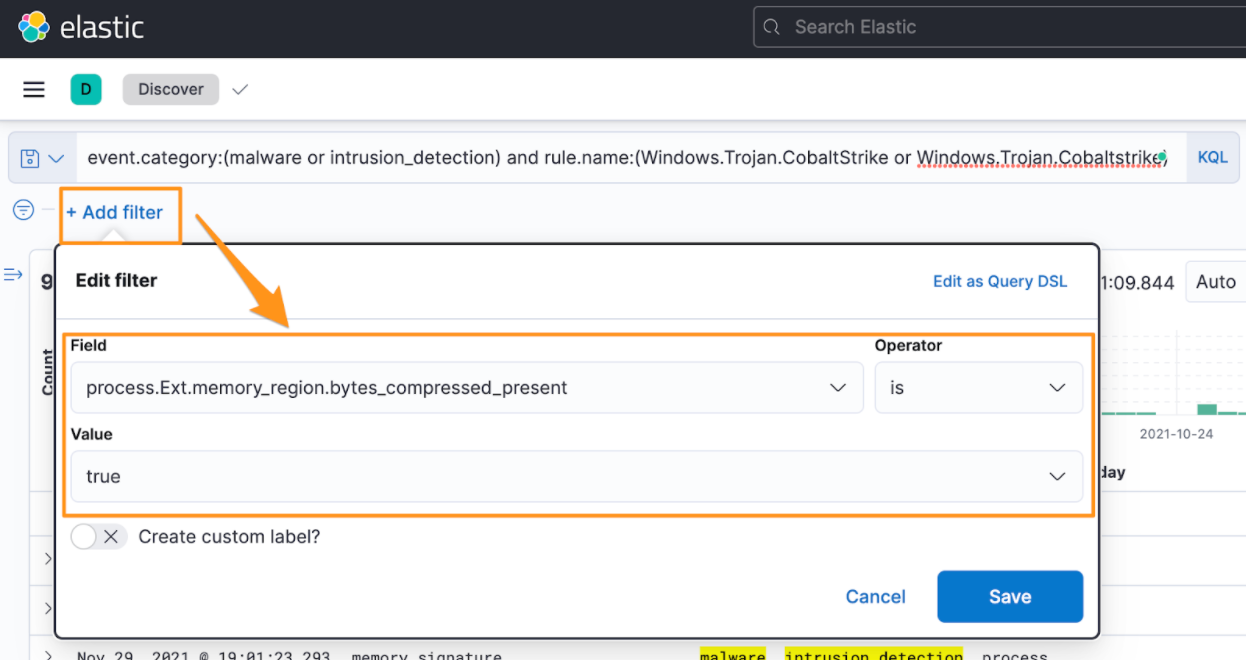 elastic
Search Elastic
D
Discover
event.category:(malware or intrusion_detection) and rule.name:(Windows.Trojan.CobaltStrike or Windows.Trojan.Cobaltstrike)
KQL
+ Add filter
9
Edit filter
Edit as Query DSL
1:09.844
Auto
Count
Field
Operator
process.Ext.memory_region.bytes_compressed_present
is
Value
2021-10-24
true
day
Create custom label?
Cancel
Save
Nov 29, 2021 @ 19:01:23.293 memory_signature malware, intrusion_detection process